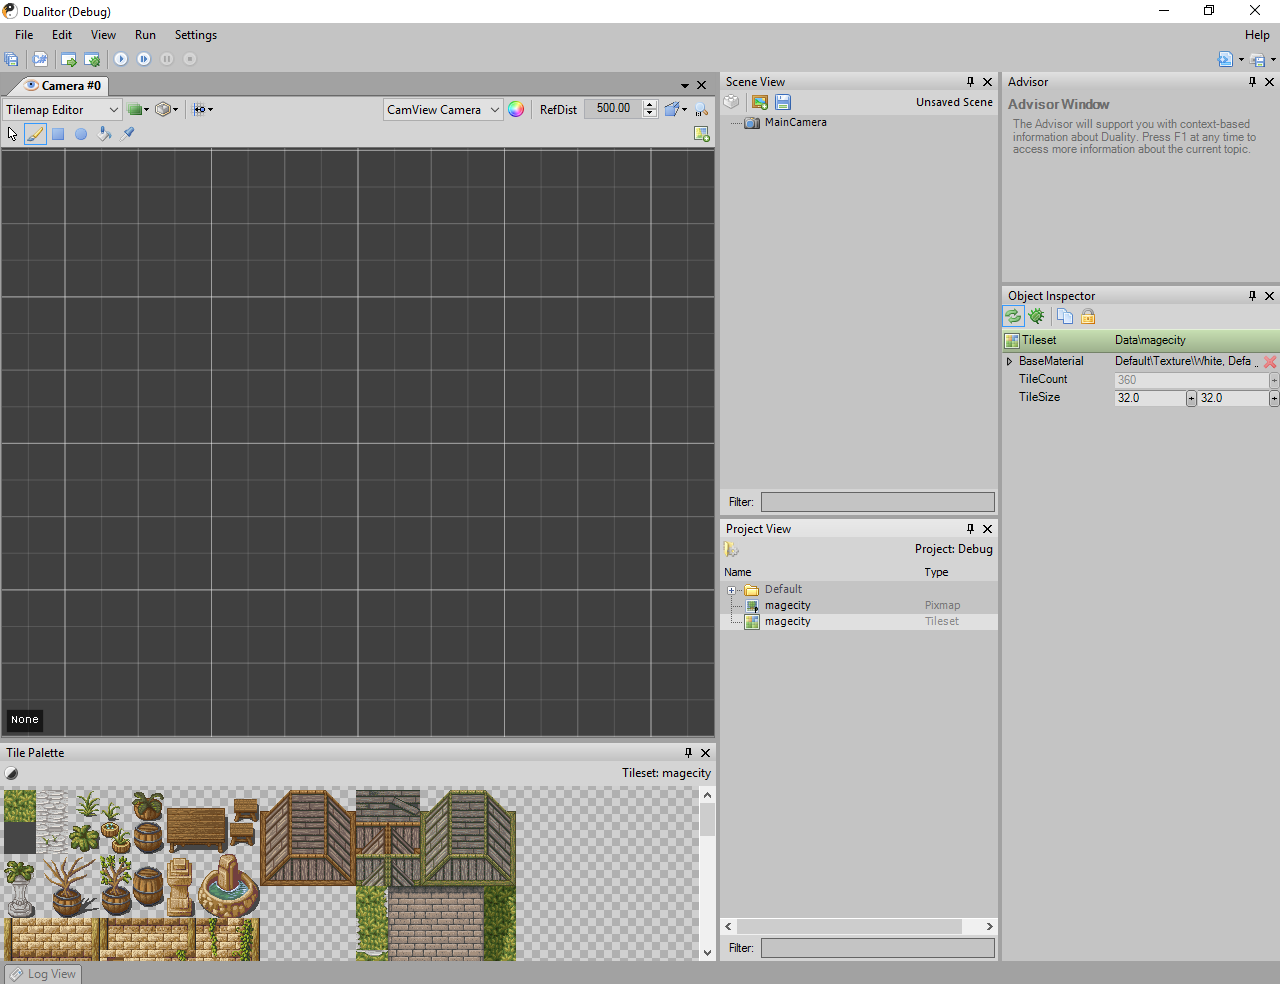 Dualitor (Debug)
File Edit View Run Settings Help
Camera #0
Tilemap Editor
CamView Camera
RefDist
500.00
None
Tile Palette
Tileset: magecity
Log View
Scene View
Unsaved Scene
MainCamera
Filter:
Project View
Project: Debug
Name Type
Default
magecity Pixmap
magecity Tileset
Filter:
Advisor
Advisor Window
The Advisor will support you with context-based
information about Duality. Press F1 at any time to
access more information about the current topic.
Object Inspector
Tileset Data\magecity
BaseMaterial Default\Texture\White, Defa ..
TileCount 360
TileSize 32.0 32.0